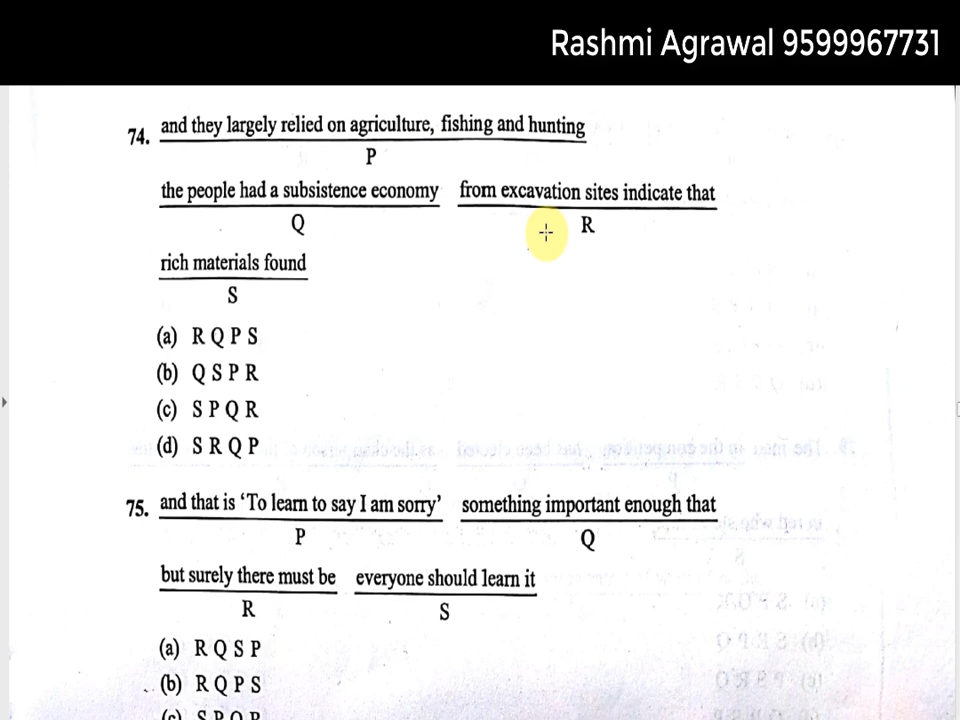 Rashmi Agrawal 9599967731
74. and they largely relied on agriculture, fishing and hunting
P
the people had a subsistence economy from excavation sites indicate that
Q R
rich materials found
S
(a) R Q P S
(b) Q S P R
(c) S P Q R
(d) S R Q P
75. and that is ‘To learn to say I am sorry’ something important enough that
P Q
but surely there must be everyone should learn it
R S
(a) R Q S P
(b) R Q P S
(c) S P Q R